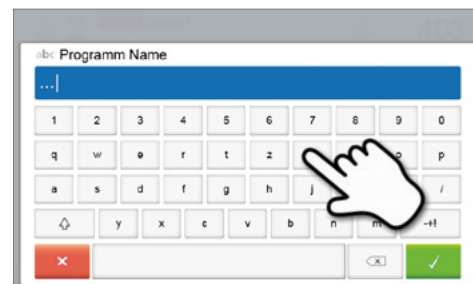 abc Programm Name
...
1 2 3 4 5 6 7 8 9 0
q w e r t z o p
a s d f g h j /
y x c v b n m -+!